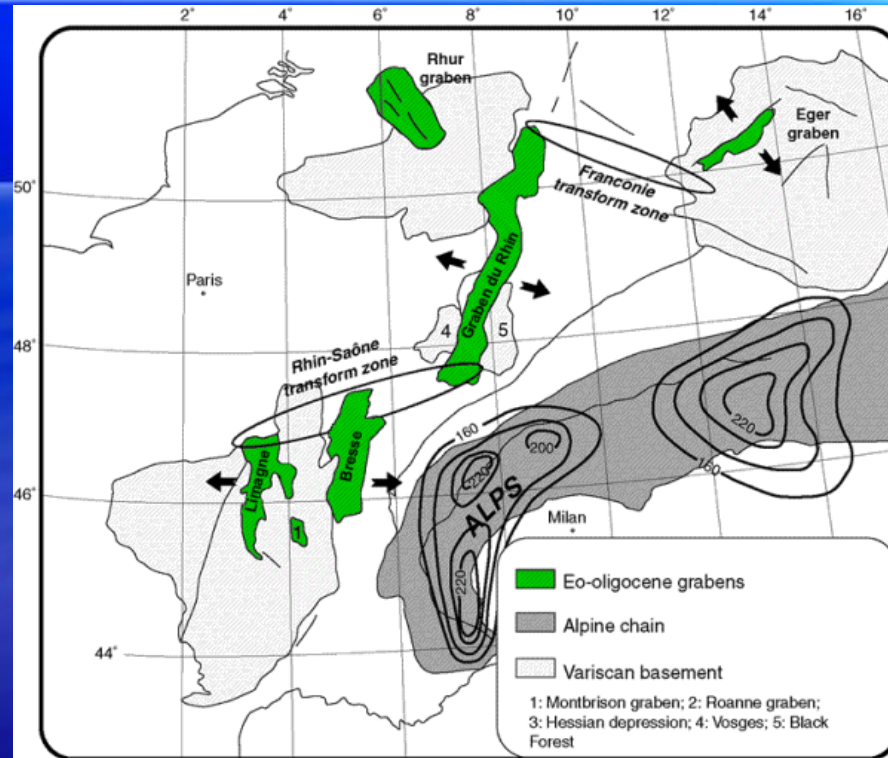 2°
4°
6°
8°
10°
12°
14°
16°
Rhur
graben
Eger
graben
Franconie
transform zone
50°
Graben du Rhin
Paris
4
5
48°
Rhin-Saône
transform zone
160
200
220
220
160
Limagne
Bresse
46°
ALPS
Milan
1
220
44°
Eo-oligocene grabens
Alpine chain
Variscan basement
1: Montbrison graben; 2: Roanne graben;
3: Hessian depression; 4: Vosges; 5: Black
Forest